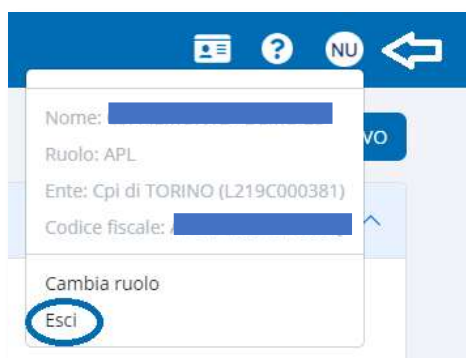 NU
Nome:
VO
Ruolo: APL
Ente: Cpi di TORINO (L219C000381)
Codice fiscale:
Cambia ruolo
Esci